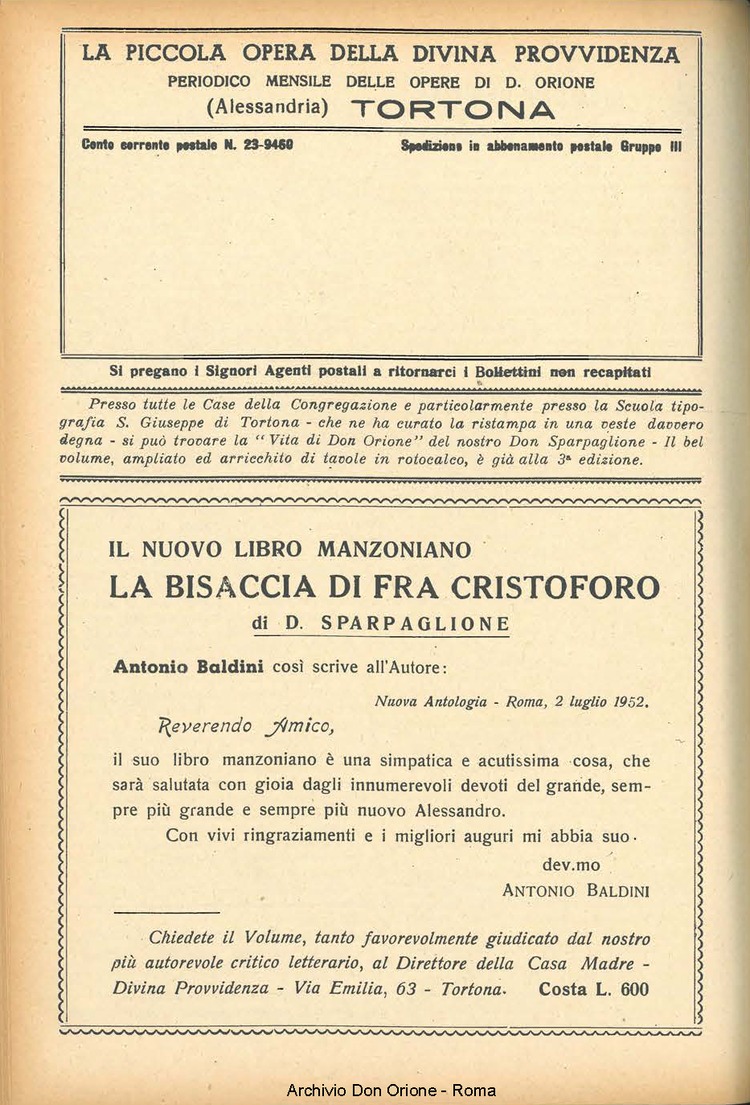 LA PICCOLA OPERA DELLA DIVINA PROVVIDENZA
PERIODICO MENSILE DELLE OPERE DI D. ORIONE
(Alessandria) TORTONA
Conto corrente postale N. 23-9460 Spedizione in abbonamento postale Gruppo III
Si pregano i Signori Agenti postali a ritornarci i Bollettini non recapitati
Presso tutte le Case della Congregazione e particolarmente presso la Scuola tipo-
grafia S. Giuseppe di Tortona - che ne ha curato la ristampa in una veste davvero
degna - si può trovare la “Vita di Don Orione” del nostro Don Sparpaglione - Il bel
volume, ampliato ed arricchito di tavole in rotocalco, è già alla 3ª edizione.
IL NUOVO LIBRO MANZONIANO
LA BISACCIA DI FRA CRISTOFORO
di D. SPARPAGLIONE
Antonio Baldini così scrive all'Autore:
Nuova Antologia - Roma, 2 luglio 1952.
Reverendo Amico,
il suo libro manzoniano è una simpatica e acutissima cosa, che
sarà salutata con gioia dagli innumerevoli devoti del grande, sem-
pre più grande e sempre più nuovo Alessandro.
Con vivi ringraziamenti e i migliori auguri mi abbia suo
dev.mo
ANTONIO BALDINI
Chiedete il Volume, tanto favorevolmente giudicato dal nostro
più autorevole critico letterario, al Direttore della Casa Madre -
Divina Provvidenza - Via Emilia, 63 - Tortona. Costa L. 600
Archivio Don Orione - Roma